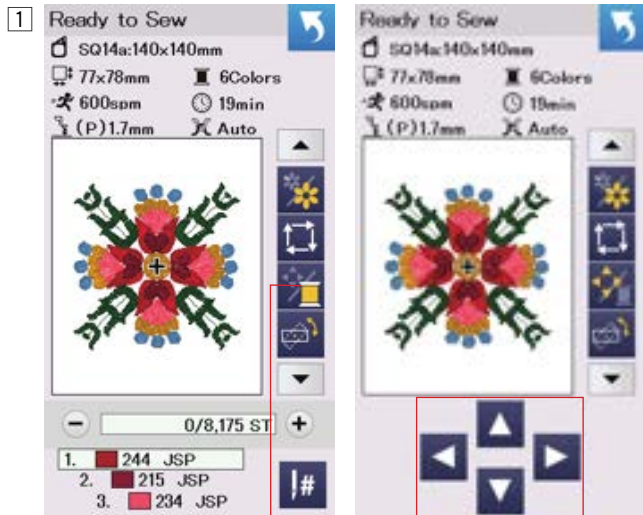 1
Ready to Sew
SQ14a:140x140mm
77x78mm 6Colors
600spm 19min
(P)1.7mm Auto
0/8,175 ST
1. 244 JSP
2. 215 JSP
3. 234 JSP
#
Ready to Sew
SQ14a:140x140mm
77x78mm 6Colors
600spm 19min
(P)1.7mm Auto